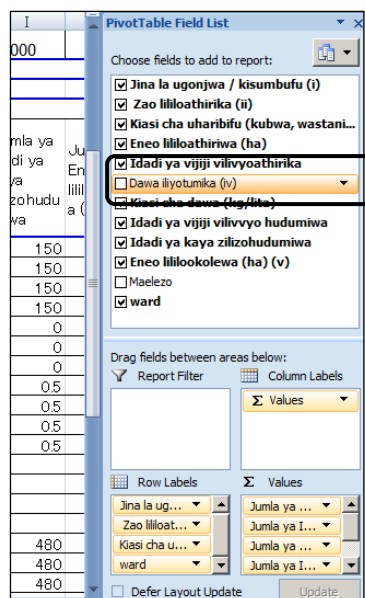 I
000
mla ya
di ya
ya
zohudu
wa
Ju
En
lilil
a (
150
150
150
150
0
0
0
0.5
0.5
0.5
0.5
480
480
480
PivotTable Field List
Choose fields to add to report:
Jina la ugonjwa / kisumbufu (i)
Zao lililoathirika (ii)
Kiasi cha uharibifu (kubwa, wastani...
Eneo lililoathiriwa (ha)
Idadi ya vijiji vilivyoathirika
Dawa iliyotumika (iv)
Kiasi cha dawa (kg/lita)
Idadi ya vijiji vilivvyo hudumiwa
Idadi ya kaya zilizohudumiwa
Eneo lililookolewa (ha) (v)
Maelezo
ward
Drag fields between areas below:
Report Filter
Column Labels
Σ Values
Row Labels
Σ Values
Jina la ug...
Zao lililoat...
Kiasi cha u...
ward
Jumla ya ...
Jumla ya I...
Jumla ya ...
Jumla ya I...
Defer Layout Update
Update